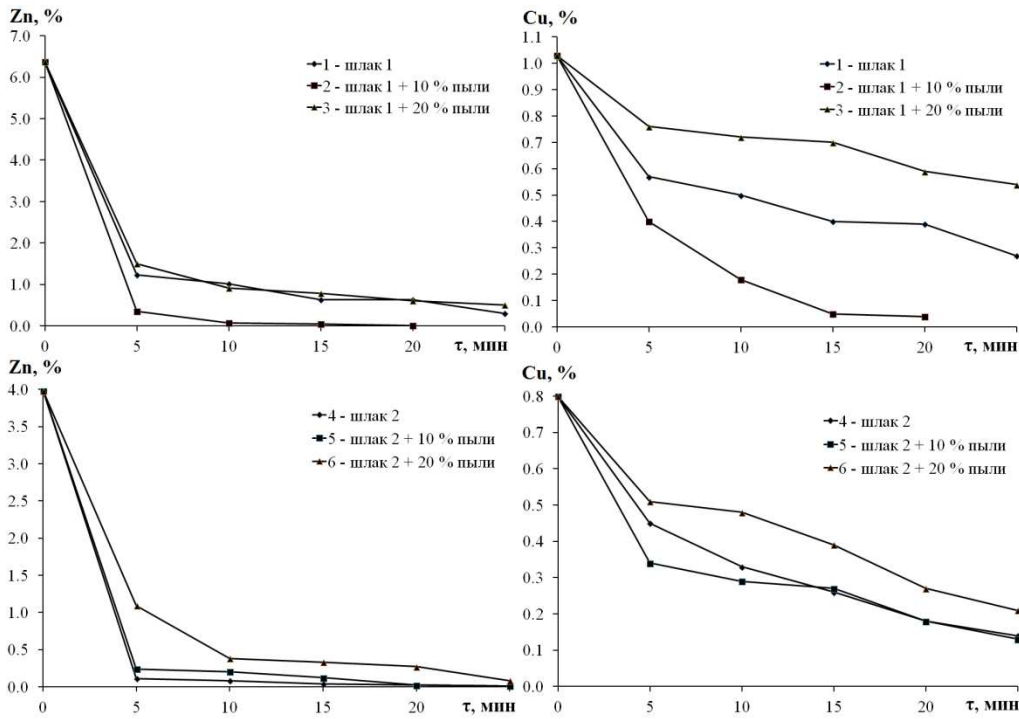 Zn, %
7.0
6.0
5.0
4.0
3.0
2.0
1.0
0.0
0
5
10
15
20
τ, мин
1 - шлак 1
2 - шлак 1 + 10 % пыли
3 - шлак 1 + 20 % пыли
Cu, %
1.1
1.0
0.9
0.8
0.7
0.6
0.5
0.4
0.3
0.2
0.1
0.0
0
5
10
15
20
τ, мин
1 - шлак 1
2 - шлак 1 + 10 % пыли
3 - шлак 1 + 20 % пыли
Zn, %
4.0
3.5
3.0
2.5
2.0
1.5
1.0
0.5
0.0
0
5
10
15
20
τ, мин
4 - шлак 2
5 - шлак 2 + 10 % пыли
6 - шлак 2 + 20 % пыли
Cu, %
0.8
0.7
0.6
0.5
0.4
0.3
0.2
0.1
0.0
0
5
10
15
20
τ, мин
4 - шлак 2
5 - шлак 2 + 10 % пыли
6 - шлак 2 + 20 % пыли